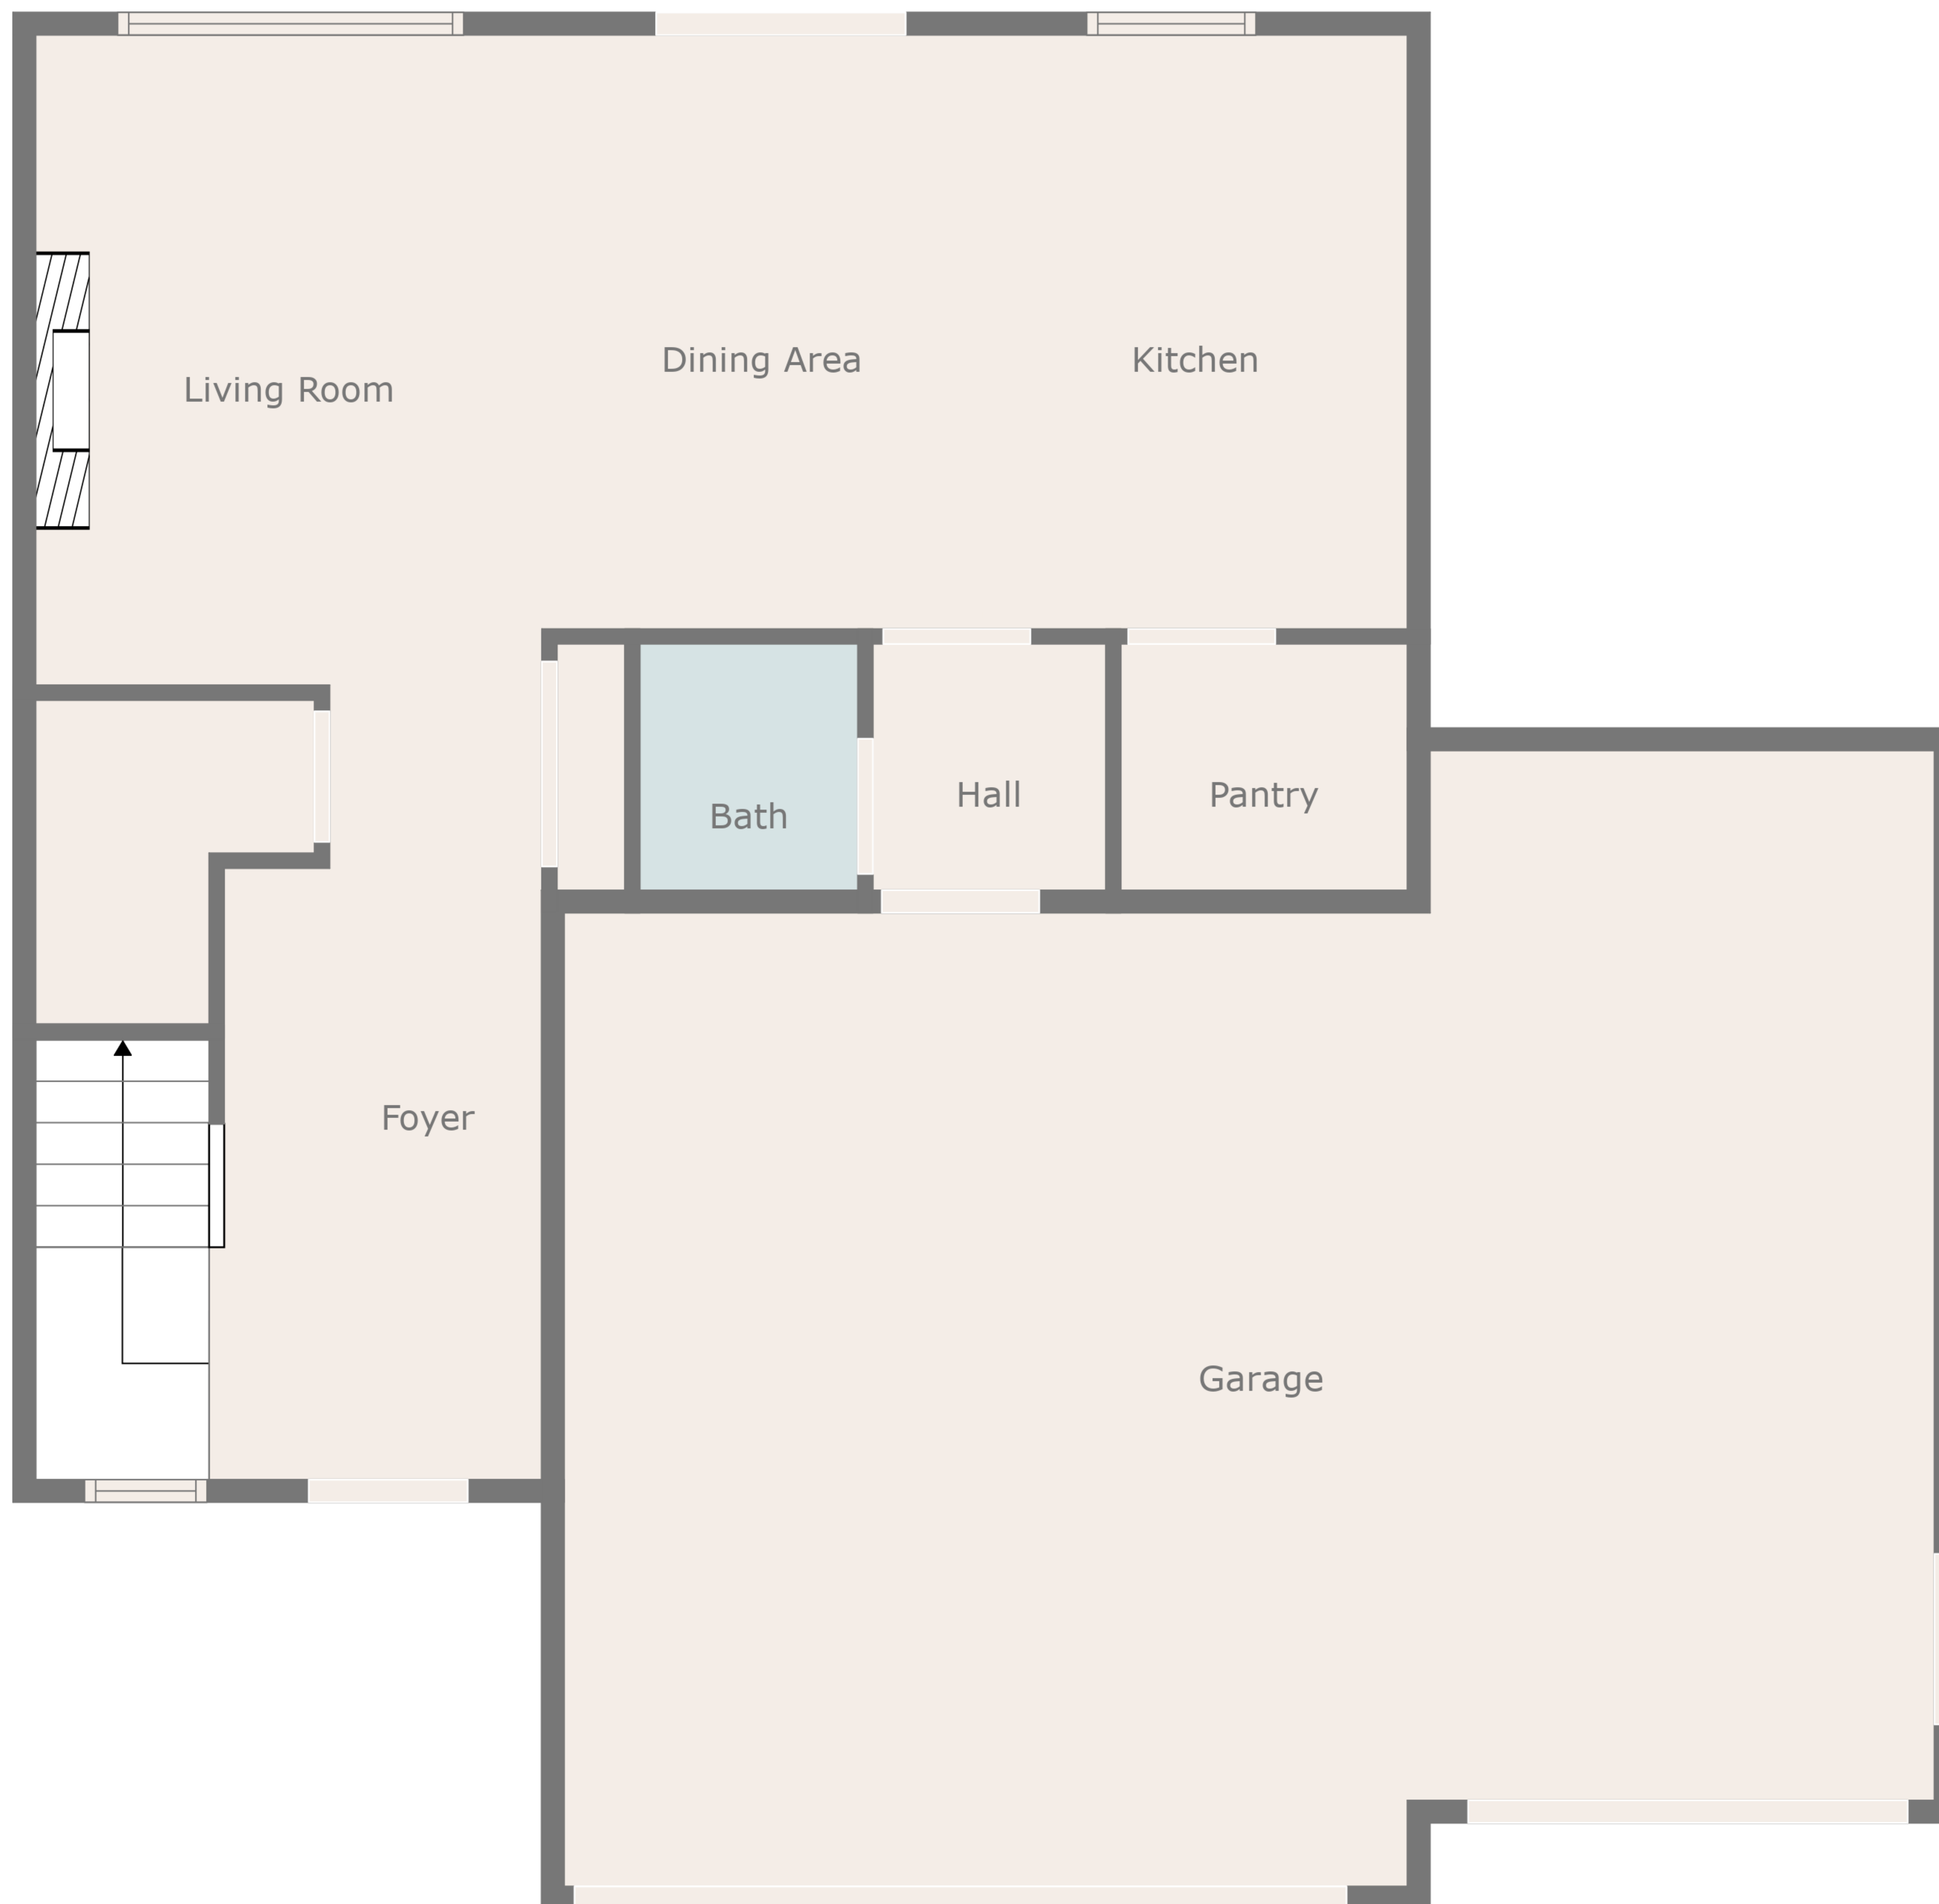 Dining Area
Kitchen
Living Room
Hall
Pantry
Bath
Foyer
Garage